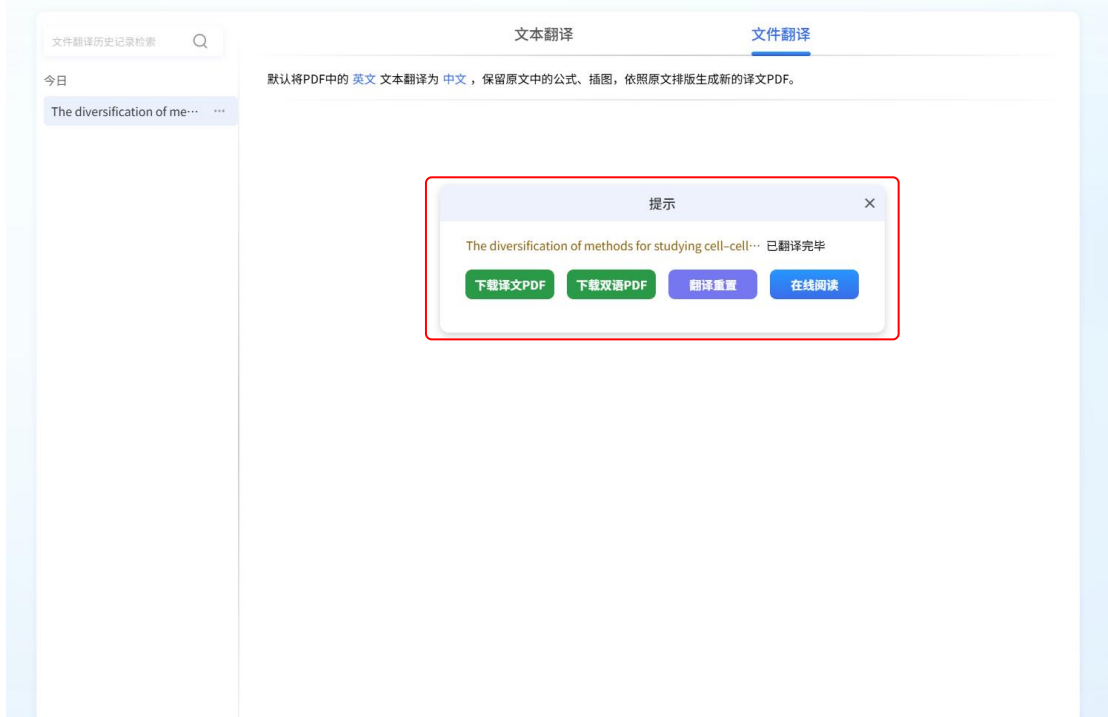 文件翻译历史记录检索
今日
The diversification of me··· ···
文本翻译 文件翻译
默认将PDF中的 英文 文本翻译为 中文 ，保留原文中的公式、插图，依照原文排版生成新的译文PDF。
提示
The diversification of methods for studying cell–cell··· 已翻译完毕
下载译文PDF 下载双语PDF 翻译重置 在线阅读